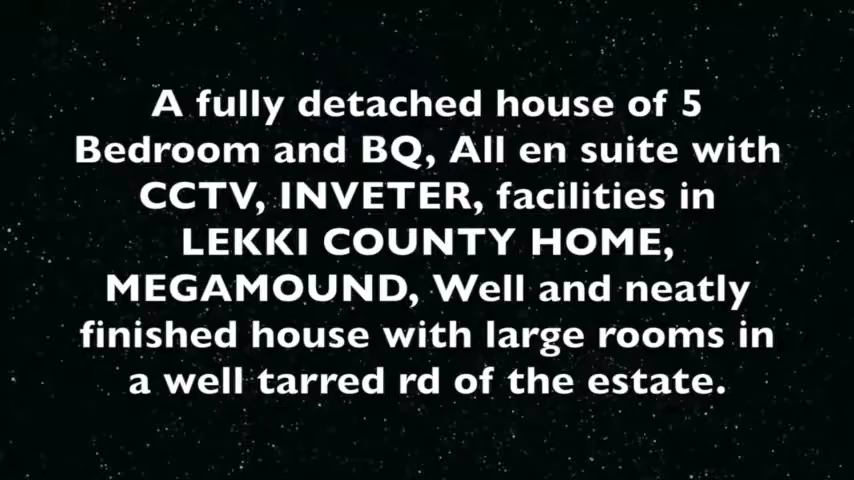 A fully detached house of 5
Bedroom and BQ, All en suite with
CCTV, INVETER, facilities in
LEKKI COUNTY HOME,
MEGAMOUND, Well and neatly
finished house with large rooms in
a well tarred rd of the estate.